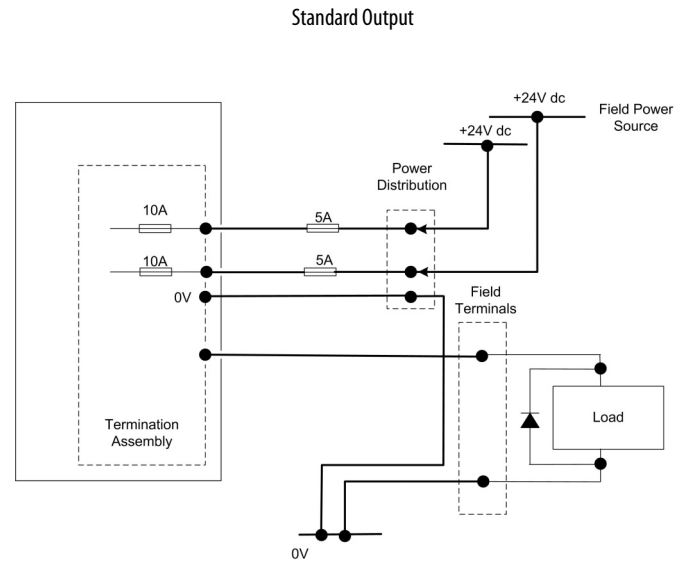 Standard Output
+24V dc
Field Power
Source
+24V dc
Power
Distribution
10A
5A
10A
5A
0V
Field
Terminals
Termination
Assembly
Load
0V